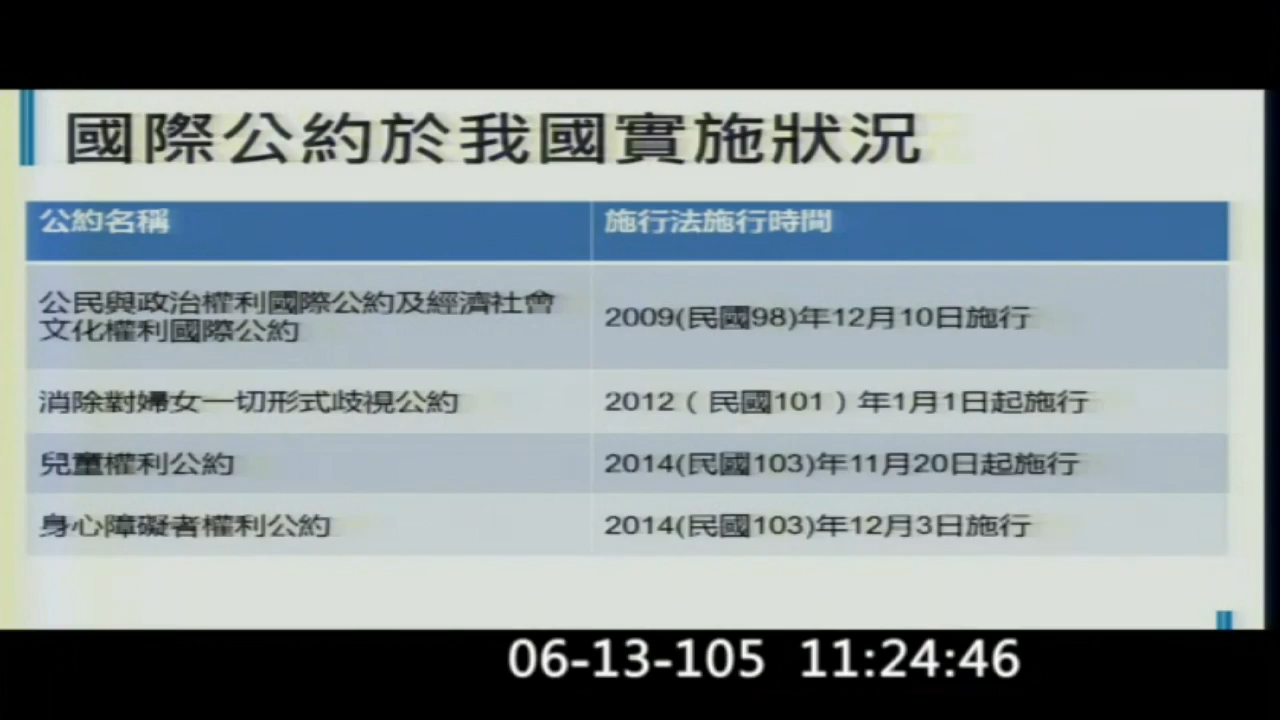 國際公約於我國實施狀況
公約名稱
施行法施行時間
公民與政治權利國際公約及經濟社會
文化權利國際公約
2009(民國98)年12月10日施行
消除對婦女一切形式歧視公約
2012（民國101）年1月1日起施行
兒童權利公約
2014(民國103)年11月20日起施行
身心障礙者權利公約
2014(民國103)年12月3日施行
06-13-105 11:24:46